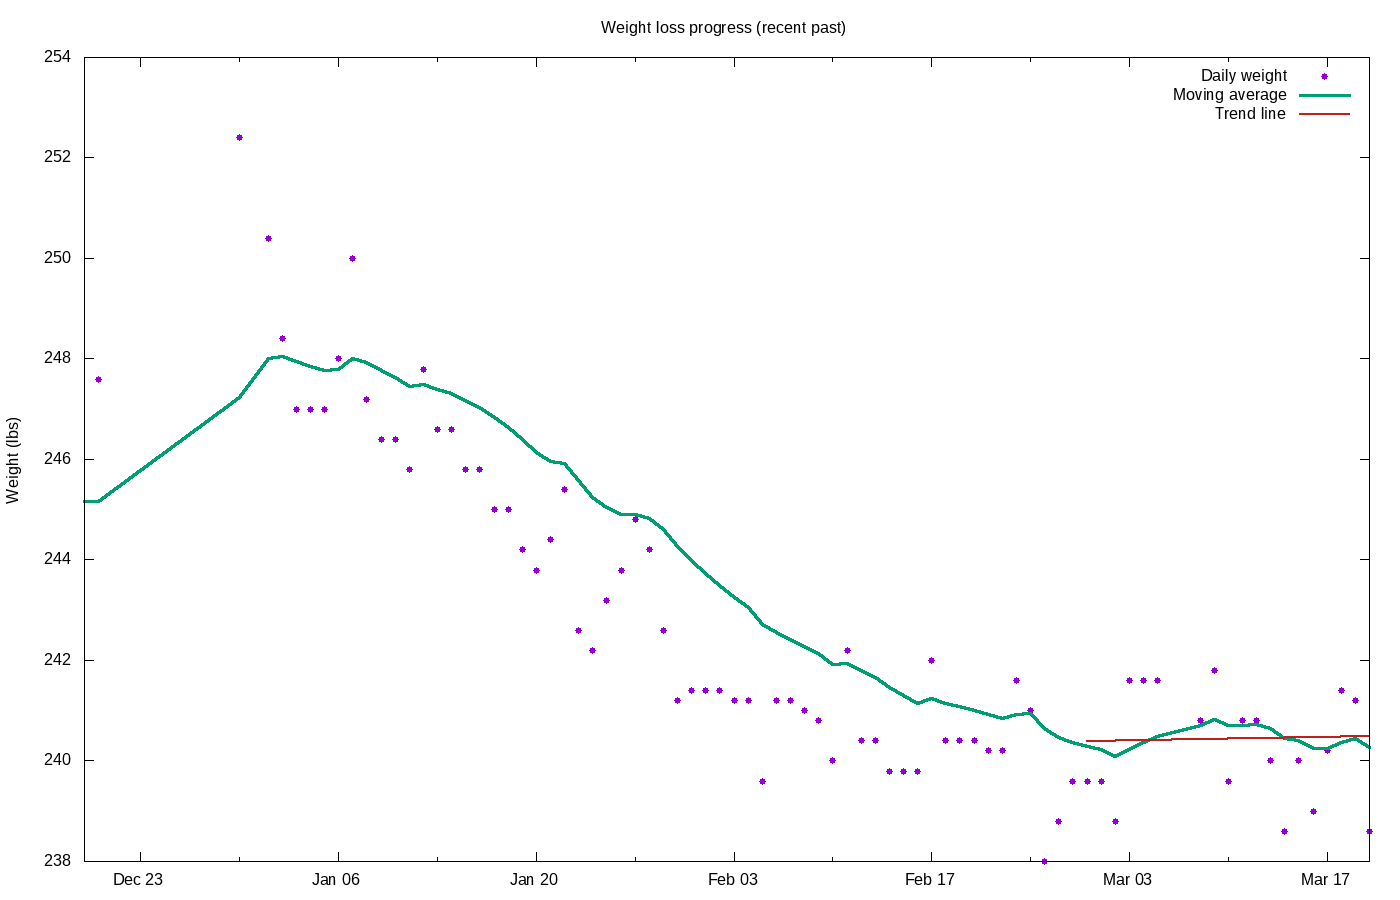 Weight loss progress (recent past)
Daily weight
Moving average
Trend line
Weight (lbs)
254
252
250
248
246
244
242
240
238
Dec 23
Jan 06
Jan 20
Feb 03
Feb 17
Mar 03
Mar 17